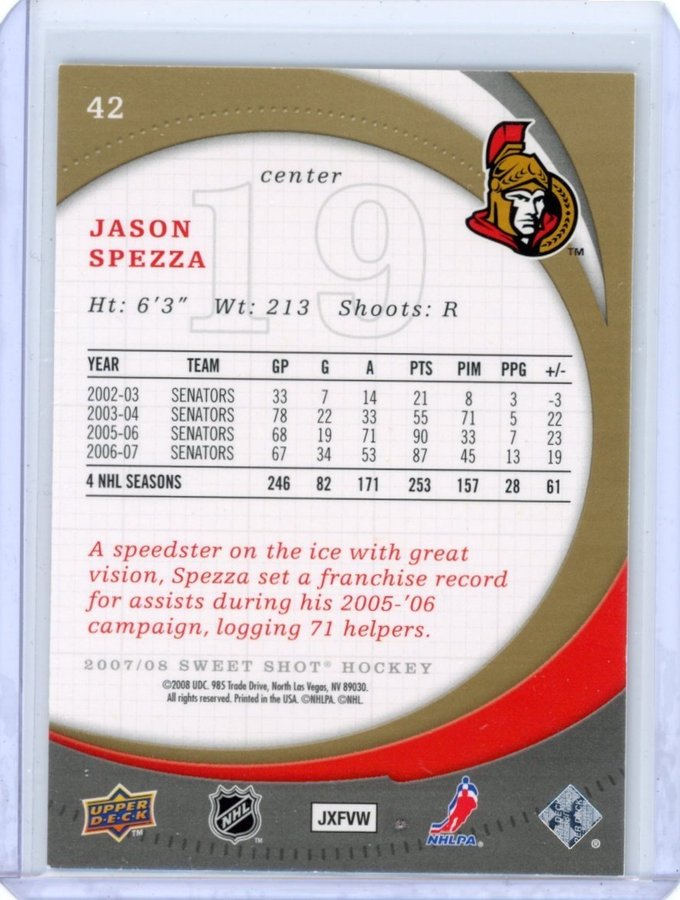 42
center
19
JASON
SPEZZA
Ht: 6'3" Wt: 213 Shoots: R
YEAR TEAM GP G A PTS PIM PPG +/-
2002-03 SENATORS 33 7 14 21 8 3 -3
2003-04 SENATORS 78 22 33 55 71 5 22
2005-06 SENATORS 68 19 71 90 33 7 23
2006-07 SENATORS 67 34 53 87 45 13 19
4 NHL SEASONS 246 82 171 253 157 28 61
A speedster on the ice with great
vision, Spezza set a franchise record
for assists during his 2005-'06
campaign, logging 71 helpers.
2007/08 SWEET SHOT® HOCKEY
©2008 UDC. 985 Trade Drive, North Las Vegas, NV 89030.
All rights reserved. Printed in the USA. ©NHLPA. ©NHL.
TM
UPPER
DECK
TM
NHL
JXFVW
NHLPA
®